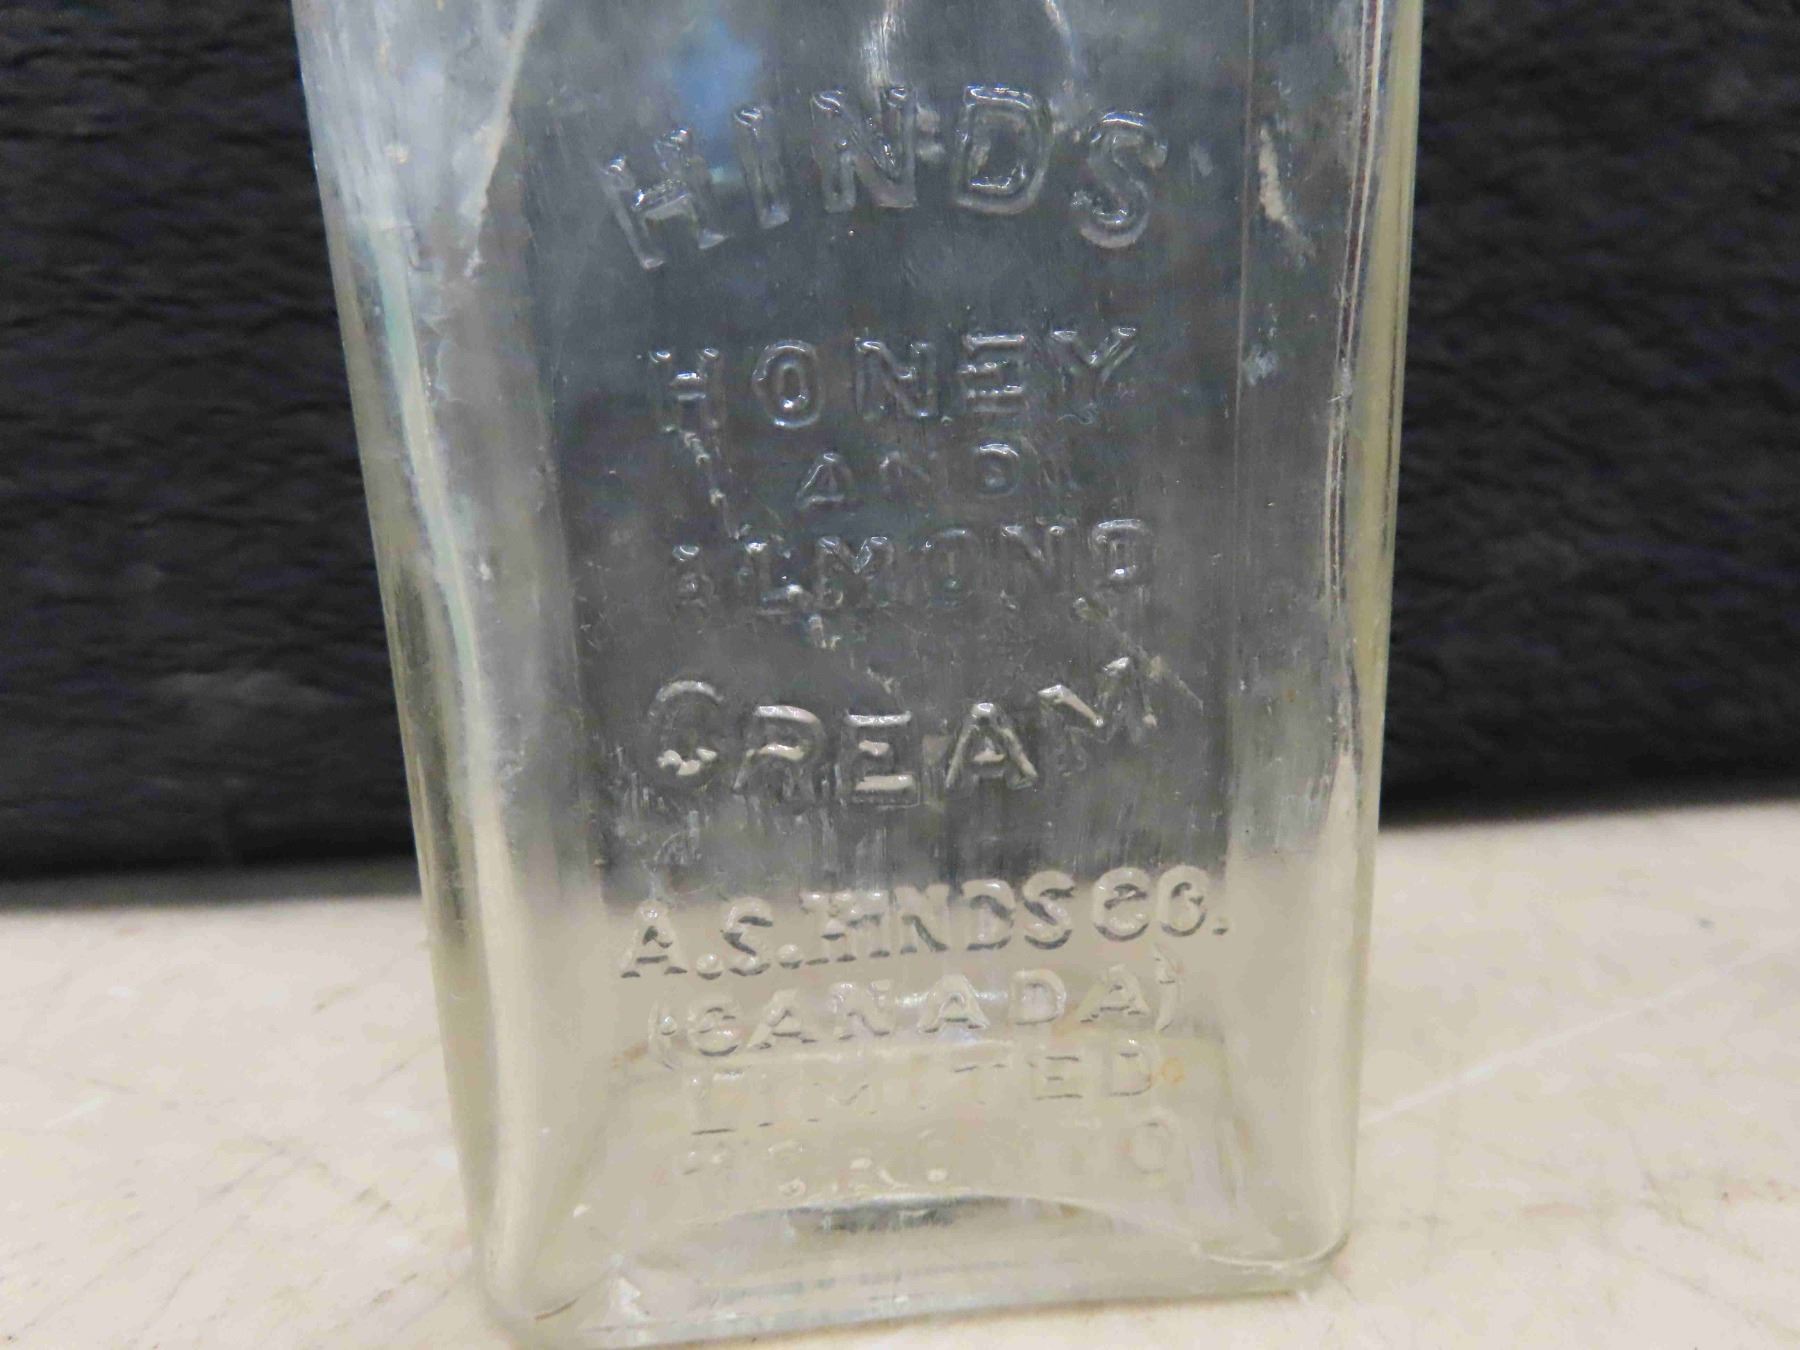 HINDS
HONEY
AND
ALMOND
CREAM
A.S.HINDS CO.
(CANADA)
LIMITED